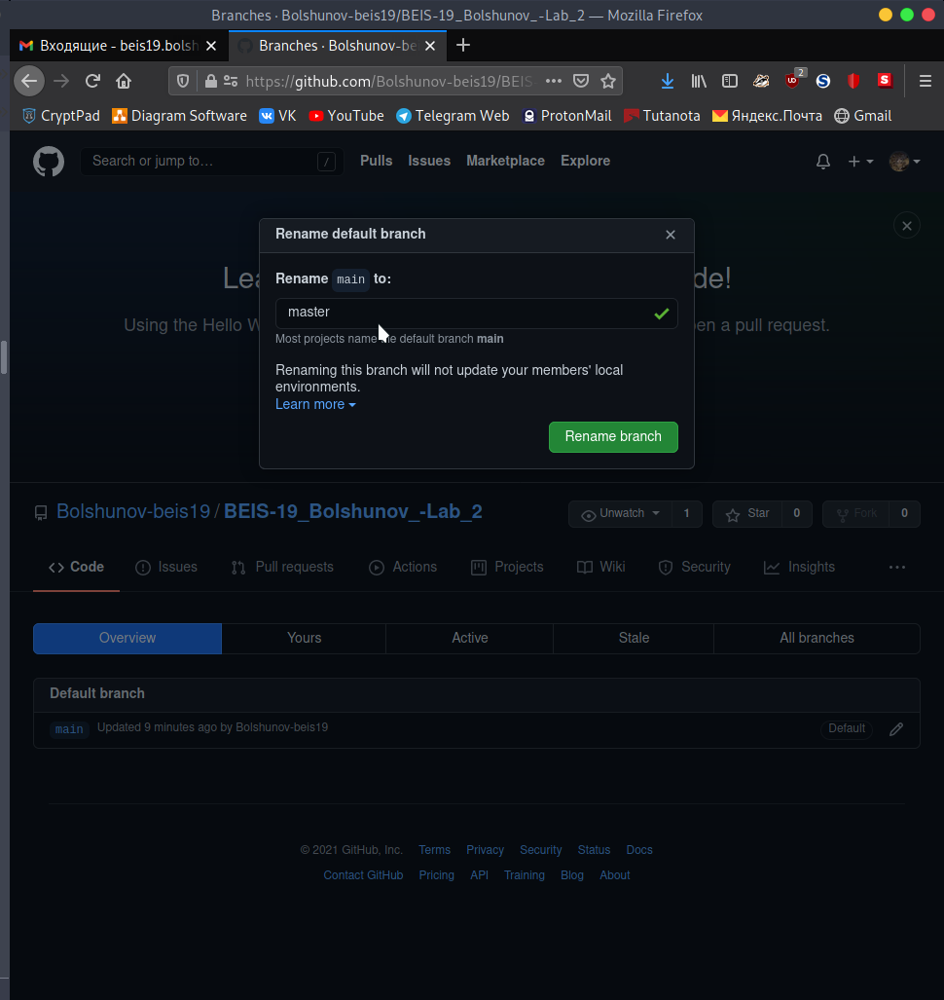 Branches · Bolshunov-beis19/BEIS-19_Bolshunov_-Lab_2 — Mozilla Firefox
Входящие - beis19.bolsh
Branches · Bolshunov-be
https://github.com/Bolshunov-beis19/BEIS
2
S
CryptPad Diagram Software VK YouTube Telegram Web ProtonMail Tutanota Яндекс.Почта Gmail
Search or jump to…
/
Pulls Issues Marketplace Explore
Rename default branch
Rename main to:
Lea
de!
master
Using the Hello W
en a pull request.
Most projects name the default branch main
Renaming this branch will not update your members' local
environments.
Learn more
Rename branch
Bolshunov-beis19 / BEIS-19_Bolshunov_-Lab_2
Unwatch 1 Star 0 Fork 0
Code Issues Pull requests Actions Projects Wiki Security Insights
Overview Yours Active Stale All branches
Default branch
main Updated 9 minutes ago by Bolshunov-beis19 Default
© 2021 GitHub, Inc. Terms Privacy Security Status Docs
Contact GitHub Pricing API Training Blog About